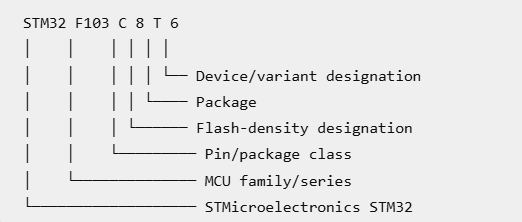 STM32 F103 C 8 T 6
Device/variant designation
Package
Flash-density designation
Pin/package class
MCU family/series
STMicroelectronics STM32